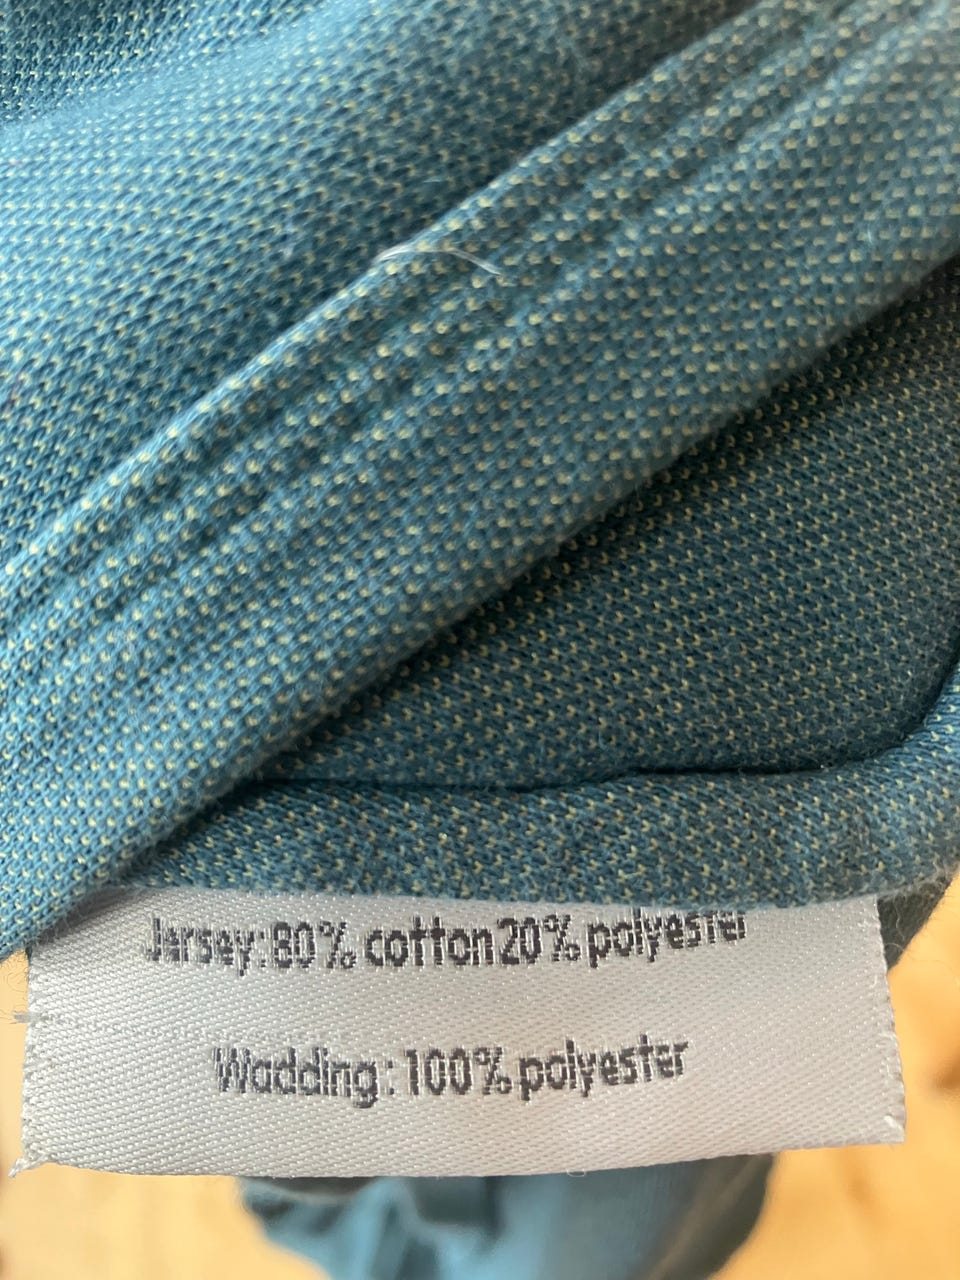 Jersey: 80% cotton 20% polyester
Wadding: 100% polyester